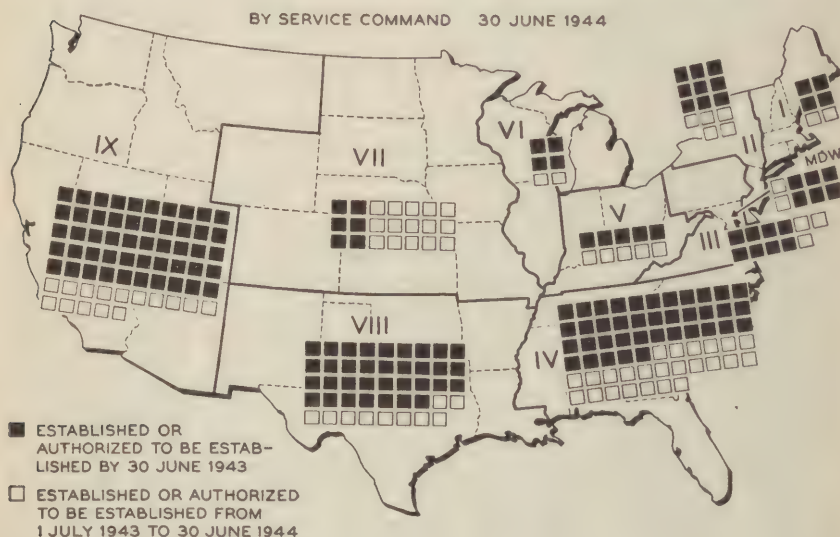 BY SERVICE COMMAND 30 JUNE 1944
IX
VII
VI
II
I
MDW
V
III
VIII
IV
ESTABLISHED OR
AUTHORIZED TO BE ESTAB-
LISHED BY 30 JUNE 1943
ESTABLISHED OR AUTHORIZED
TO BE ESTABLISHED FROM
1 JULY 1943 TO 30 JUNE 1944